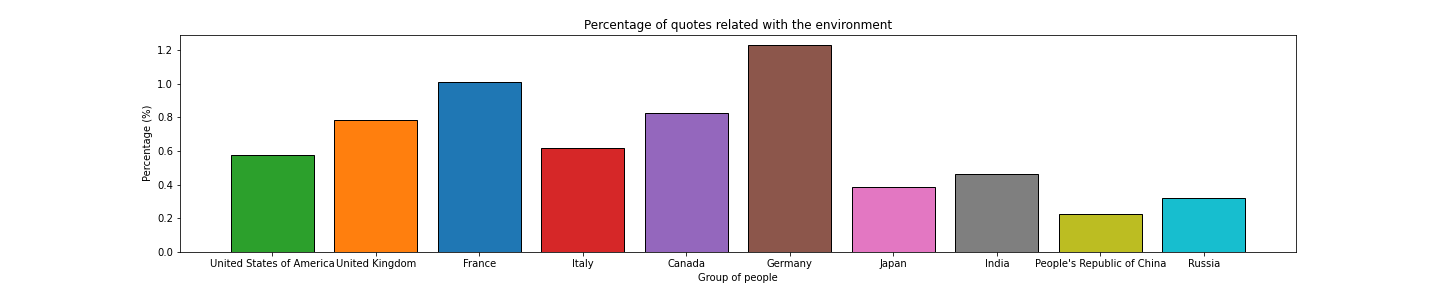 Percentage of quotes related with the environment
Percentage (%)
1.2
1.0
0.8
0.6
0.4
0.2
0.0
United States of America United Kingdom France Italy Canada Germany Japan India People's Republic of China Russia
Group of people